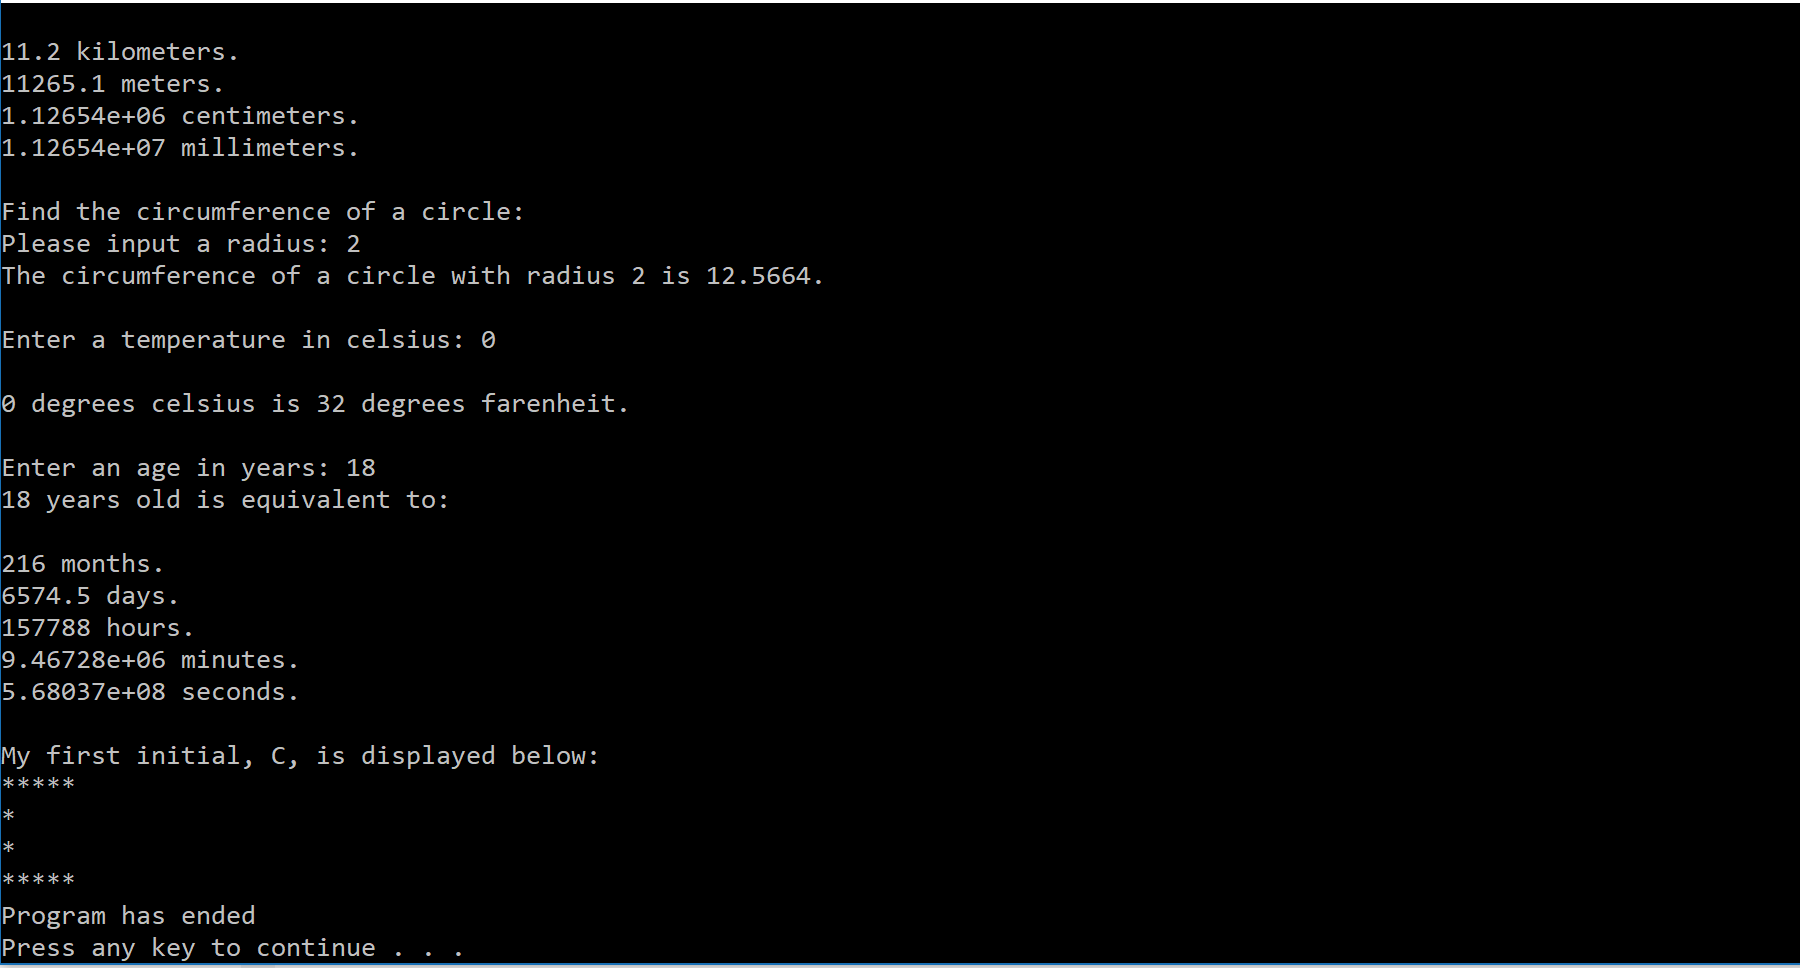 11.2 kilometers.
11265.1 meters.
1.12654e+06 centimeters.
1.12654e+07 millimeters.
Find the circumference of a circle:
Please input a radius: 2
The circumference of a circle with radius 2 is 12.5664.
Enter a temperature in celsius: 0
0 degrees celsius is 32 degrees farenheit.
Enter an age in years: 18
18 years old is equivalent to:
216 months.
6574.5 days.
157788 hours.
9.46728e+06 minutes.
5.68037e+08 seconds.
My first initial, C, is displayed below:
*****
*
*
*****
Program has ended
Press any key to continue . . .